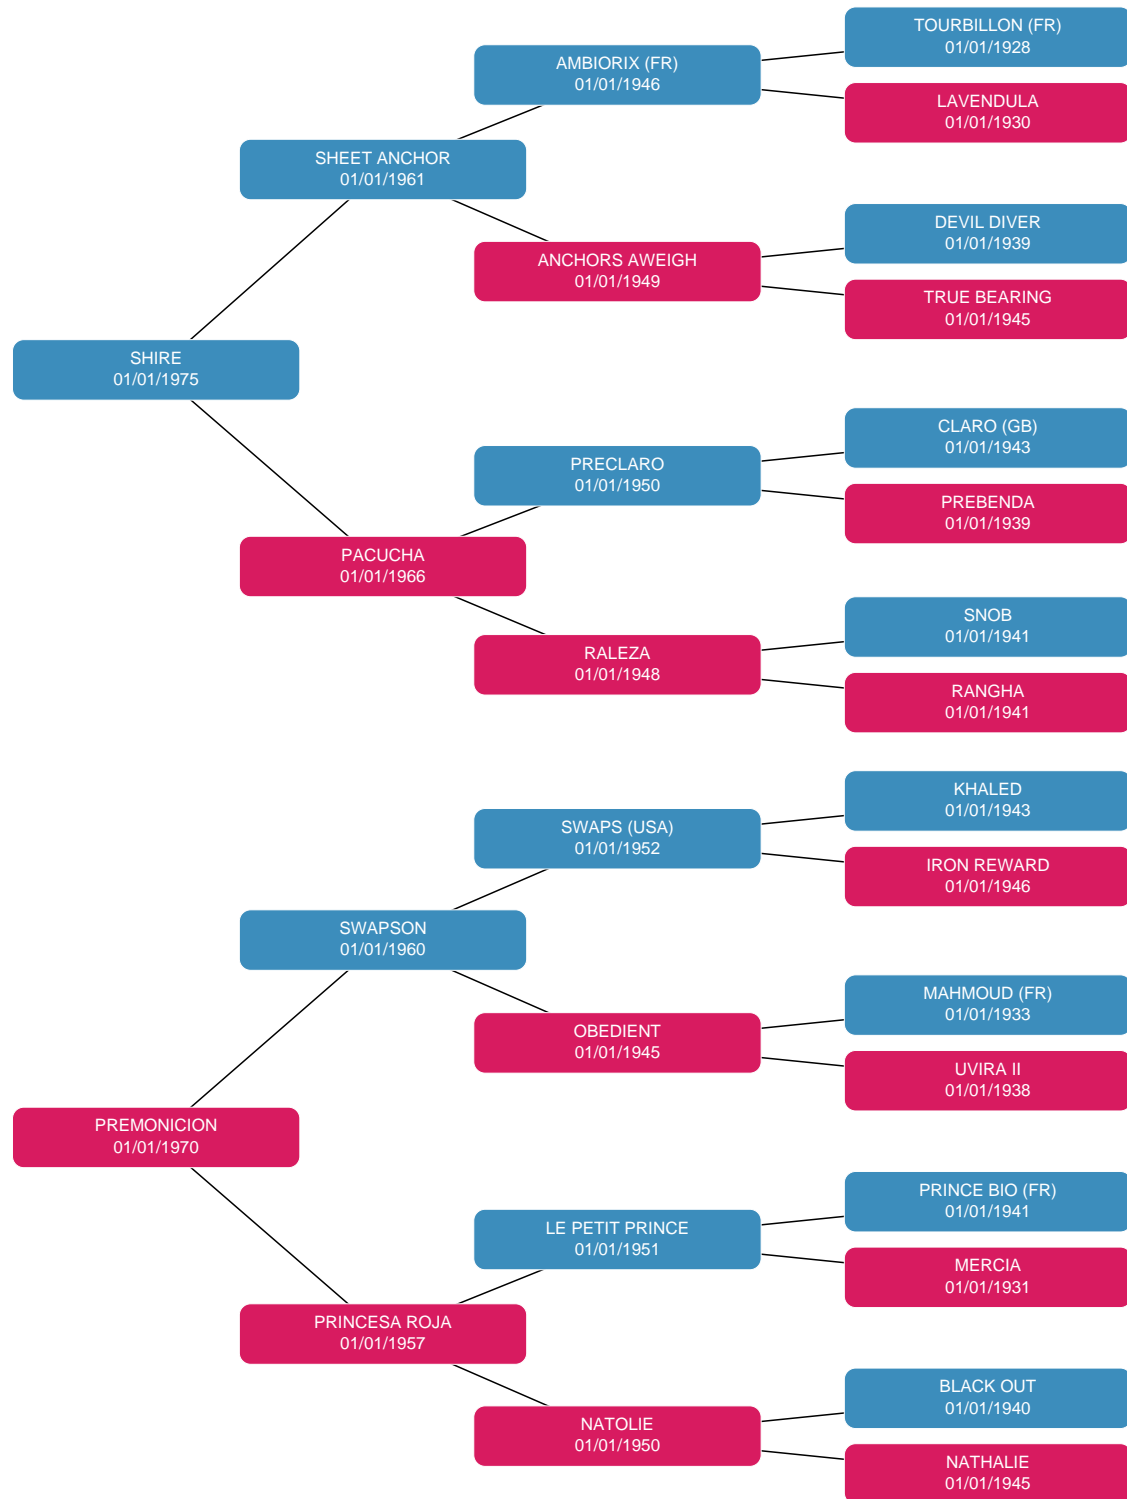 TOURBILLON (FR)
01/01/1928
AMBIORIX (FR)
01/01/1946
LAVENDULA
01/01/1930
SHEET ANCHOR
01/01/1961
DEVIL DIVER
01/01/1939
ANCHORS AWEIGH
01/01/1949
TRUE BEARING
01/01/1945
SHIRE
01/01/1975
CLARO (GB)
01/01/1943
PRECLARO
01/01/1950
PREBENDA
01/01/1939
PACUCHA
01/01/1966
SNOB
01/01/1941
RALEZA
01/01/1948
RANGHA
01/01/1941
KHALED
01/01/1943
SWAPS (USA)
01/01/1952
IRON REWARD
01/01/1946
SWAPSON
01/01/1960
MAHMOUD (FR)
01/01/1933
OBEDIENT
01/01/1945
UVIRA II
01/01/1938
PREMONICION
01/01/1970
PRINCE BIO (FR)
01/01/1941
LE PETIT PRINCE
01/01/1951
MERCIA
01/01/1931
PRINCESA ROJA
01/01/1957
BLACK OUT
01/01/1940
NATOLIE
01/01/1950
NATHALIE
01/01/1945